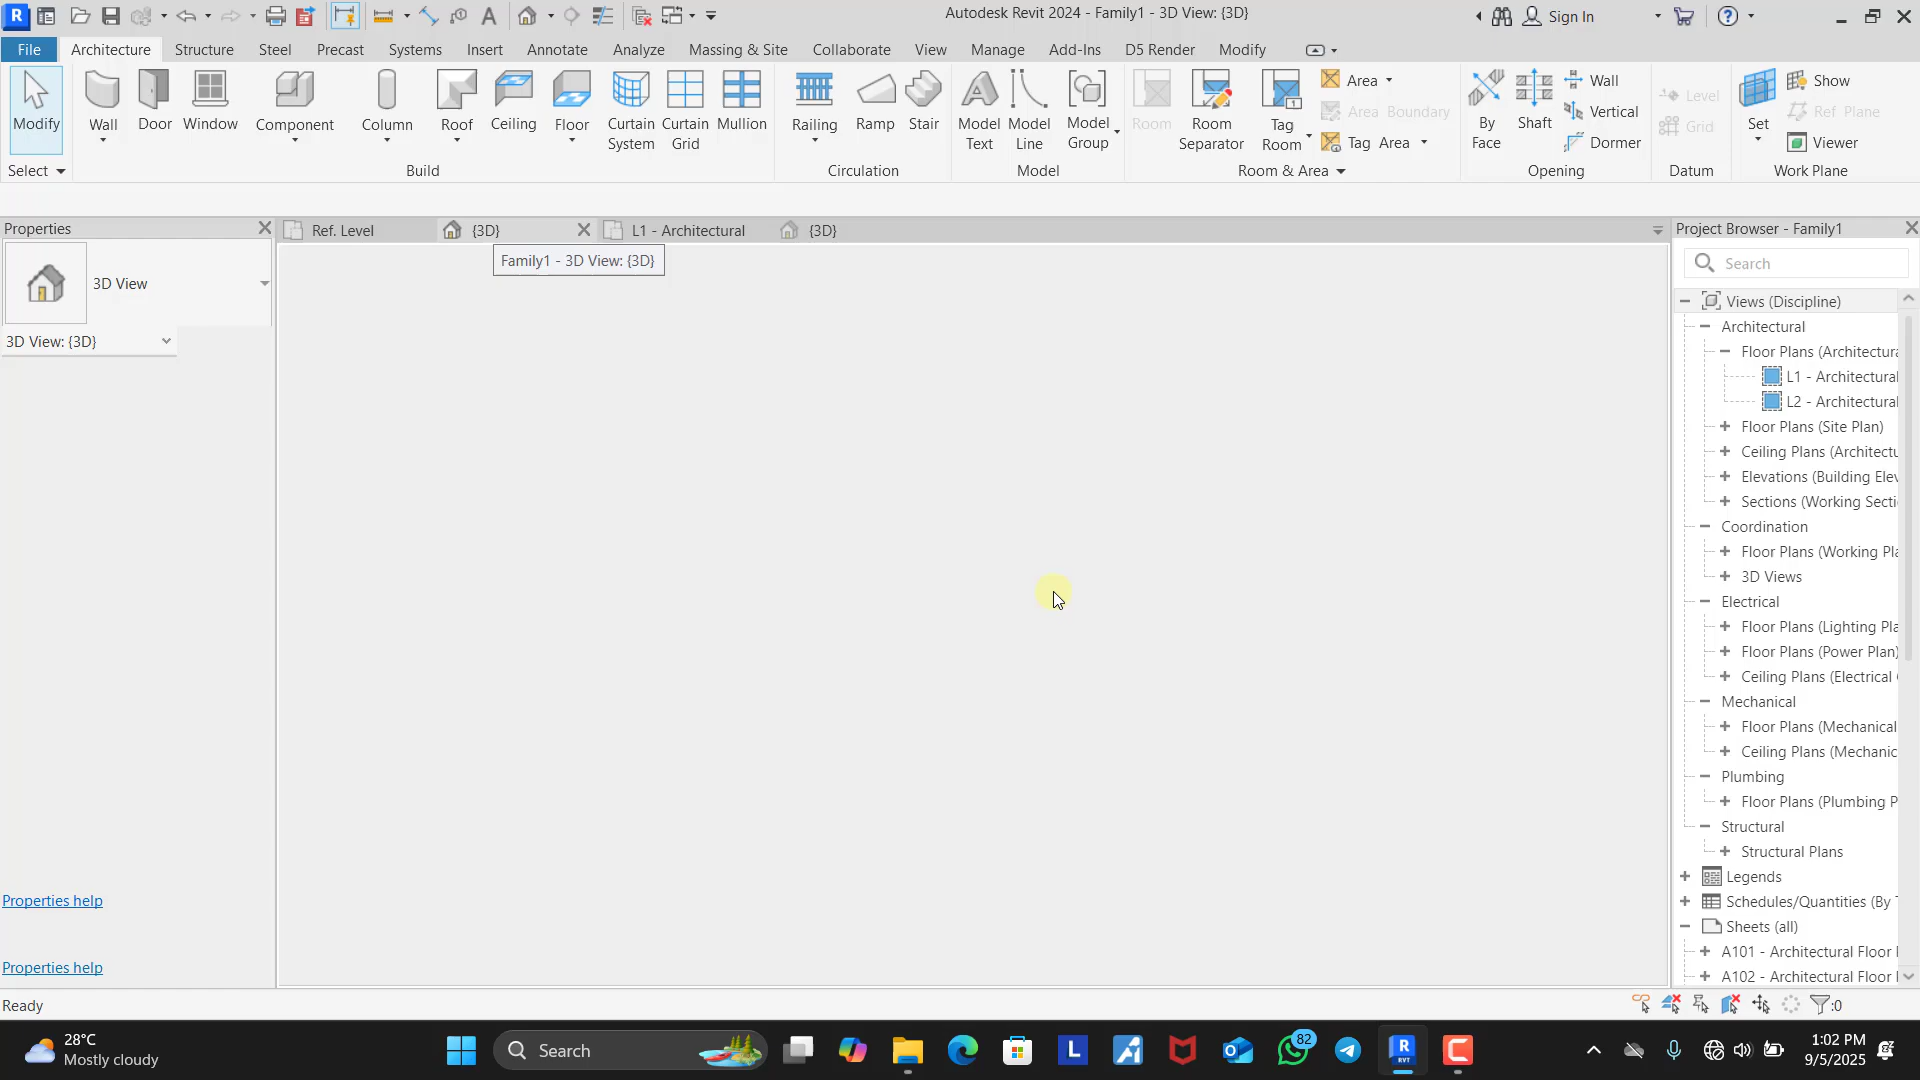 Autodesk Revit 2024 - Family1 - 3D View: {3D}
Sign In
File Architecture Structure Steel Precast Systems Insert Annotate Analyze Massing & Site Collaborate View Manage Add-Ins D5 Render Modify
Modify Wall Door Window Component Column Roof Ceiling Floor Curtain System Curtain Grid Mullion
Railing Ramp Stair Model Text Model Line Model Group Room Room Separator Tag Room
Area
Area Boundary
Tag Area
By Face Shaft
Wall
Vertical
Dormer
Level
Grid
Set
Show
Ref Plane
Viewer
Select Build Circulation Model Room & Area Opening Datum Work Plane
Properties
Ref. Level {3D} L1 - Architectural {3D}
Family1 - 3D View: {3D}
3D View
3D View: {3D}
Properties help
Properties help
Project Browser - Family1
Search
Views (Discipline)
Architectural
Floor Plans (Architectura
L1 - Architectural
L2 - Architectural
Floor Plans (Site Plan)
Ceiling Plans (Architectu
Elevations (Building Elev
Sections (Working Secti
Coordination
Floor Plans (Working Pla
3D Views
Electrical
Floor Plans (Lighting Pla
Floor Plans (Power Plan)
Ceiling Plans (Electrical
Mechanical
Floor Plans (Mechanical
Ceiling Plans (Mechanic
Plumbing
Floor Plans (Plumbing P
Structural
Structural Plans
Legends
Schedules/Quantities (By
Sheets (all)
A101 - Architectural Floor
A102 - Architectural Floor
Ready
:0
28°C
Mostly cloudy
Search
82
1:02 PM
9/5/2025